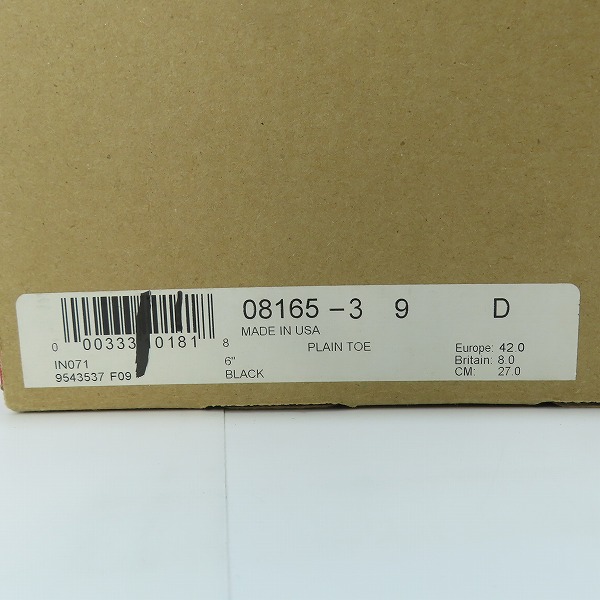 08165-3 9 D
MADE IN USA
0 00333 0181 8
6" PLAIN TOE
BLACK
IN071
9543537 F09
Europe: 42.0
Britain: 8.0
CM: 27.0